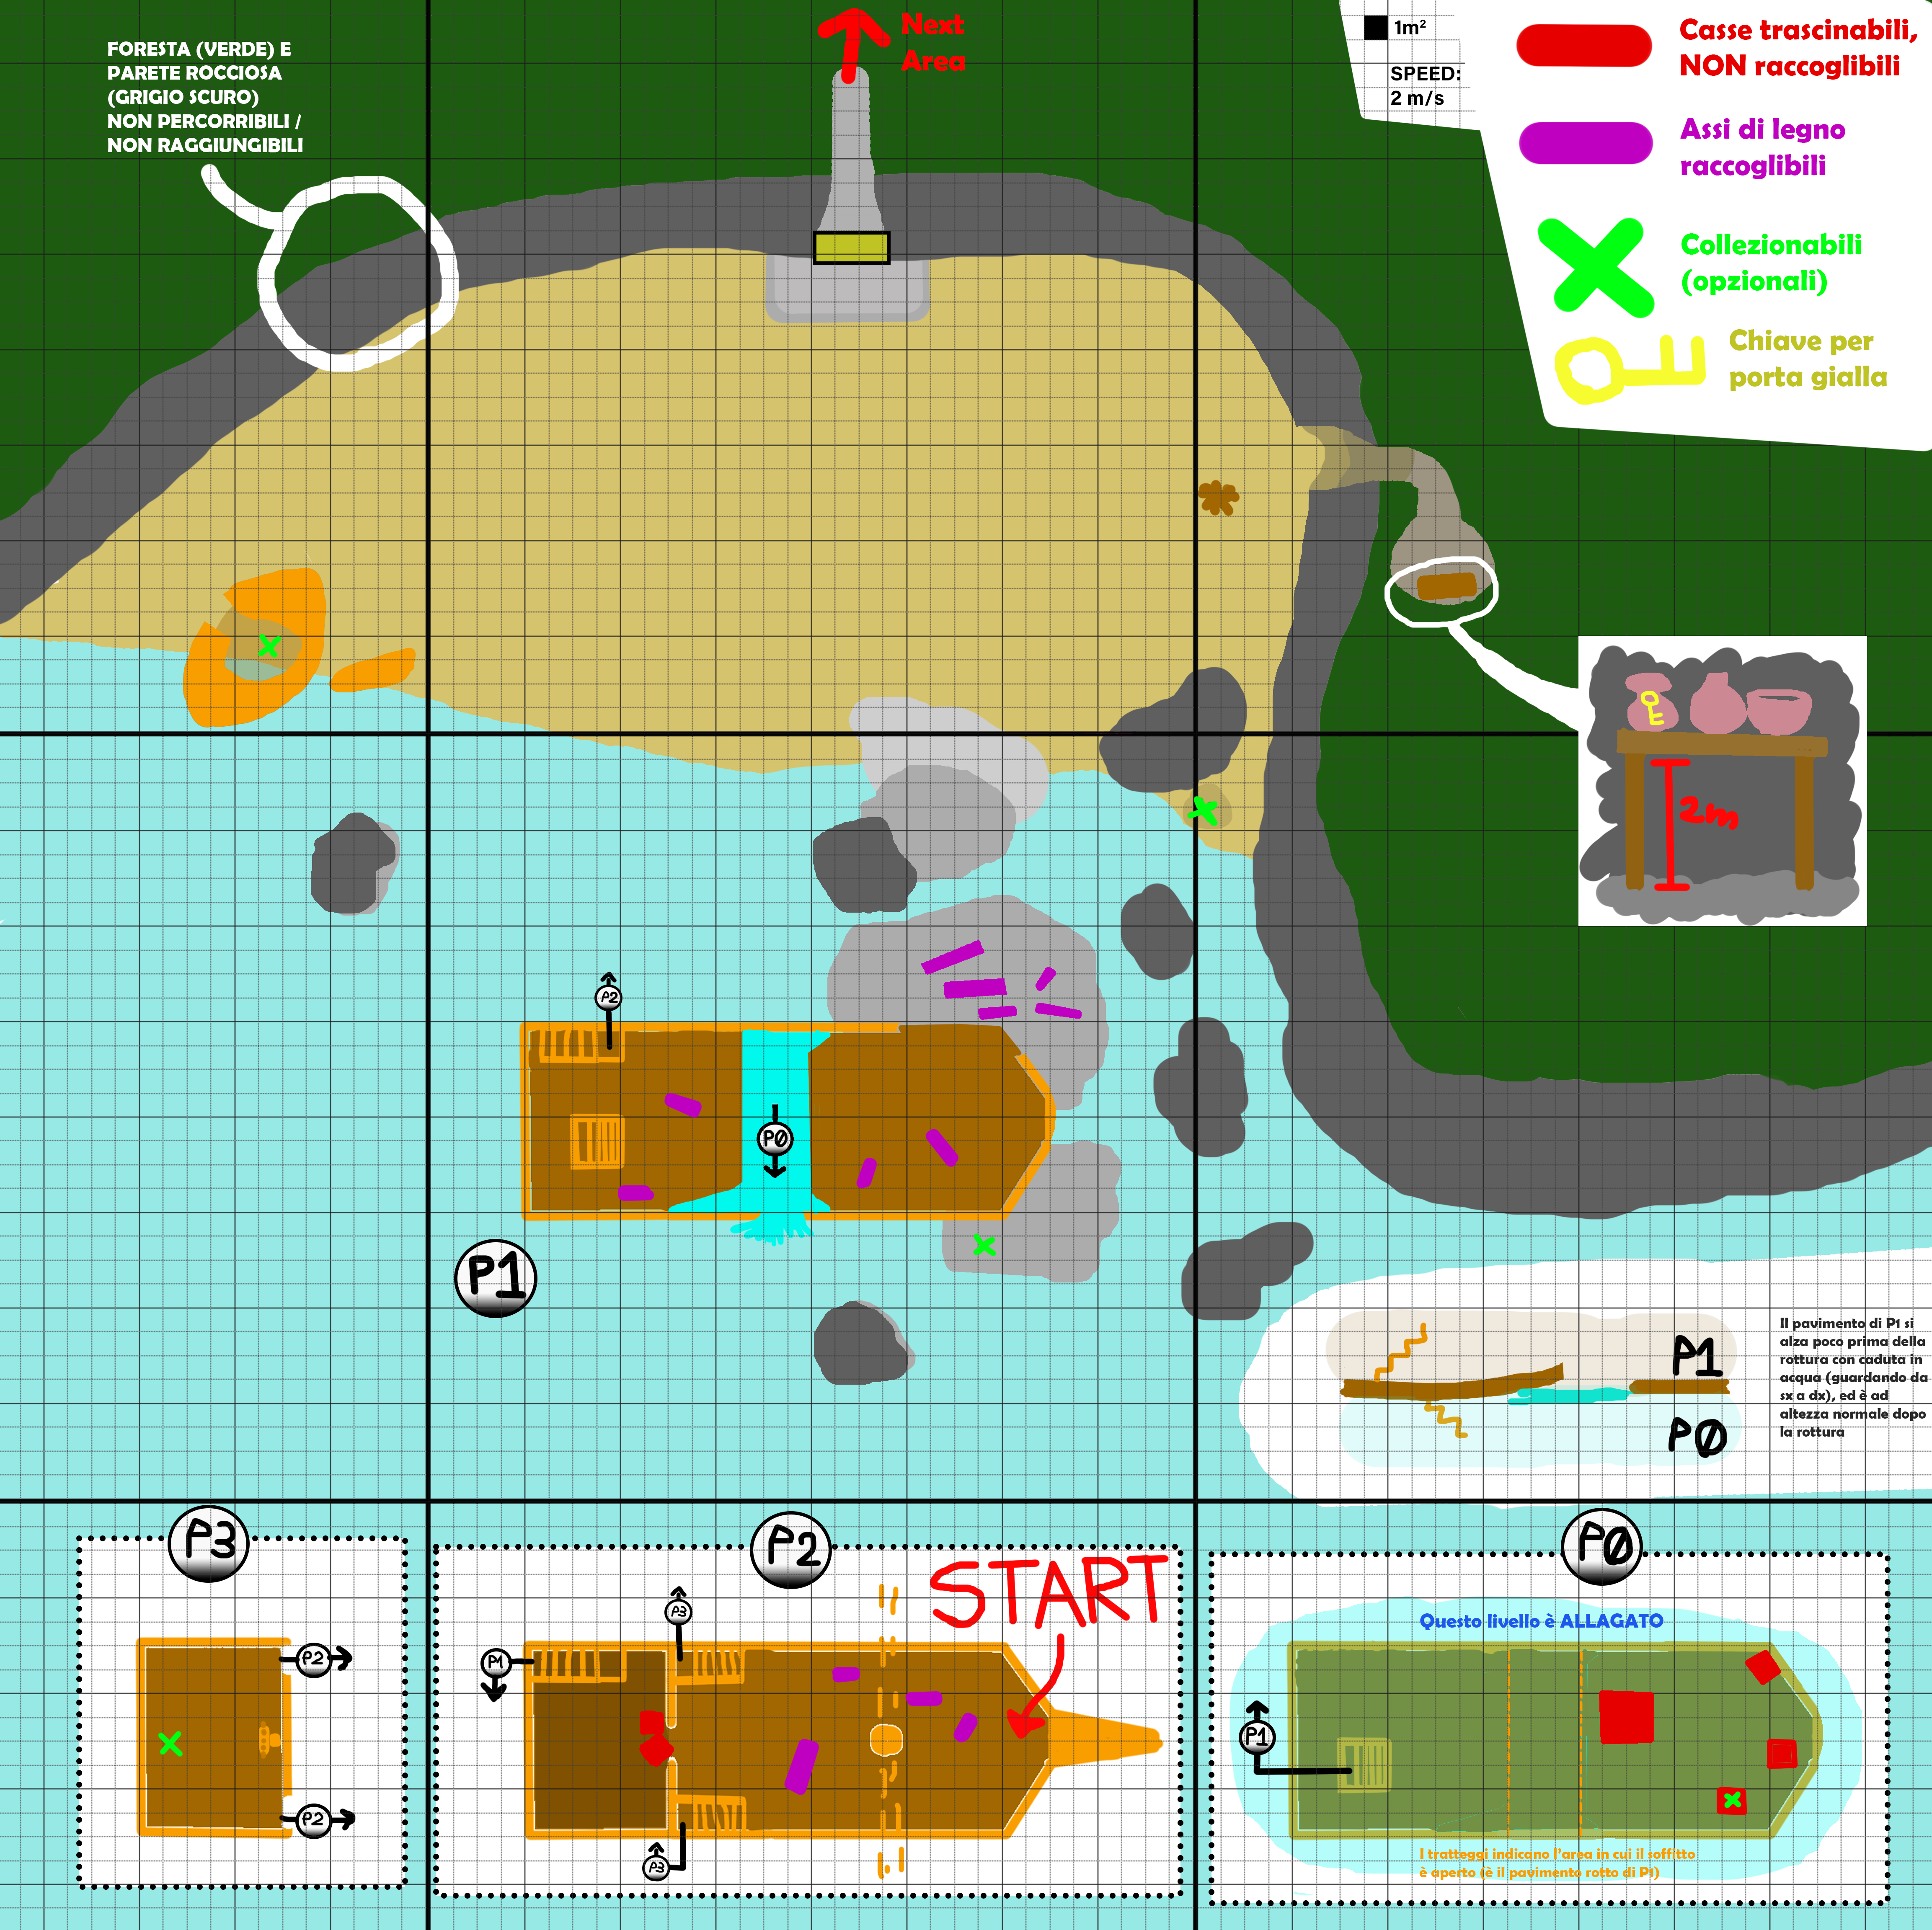 FORESTA (VERDE) E
PARETE ROCCIOSA
(GRIGIO SCURO)
NON PERCORRIBILI /
NON RAGGIUNGIBILI
Next
Area
1m²
SPEED:
2 m/s
Casse trascinabili,
NON raccoglibili
Assi di legno
raccoglibili
Collezionabili
(opzionali)
Chiave per
porta gialla
2m
P2
P0
P1
P1
P0
Il pavimento di P1 si
alza poco prima della
rottura con caduta in
acqua (guardando da
sx a dx), ed è ad
altezza normale dopo
la rottura
P3
P2
P2
P2
START
P3
P1
P3
P0
Questo livello è ALLAGATO
P1
I tratteggi indicano l'area in cui il soffitto
è aperto (è il pavimento rotto di P1)